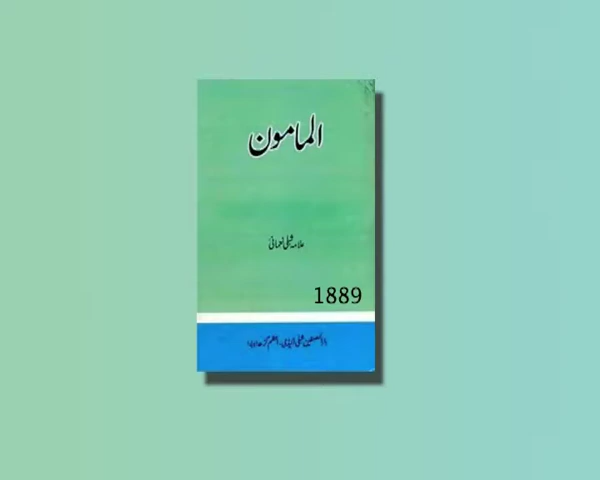 المامون
علامہ شبلی نعمانی
1889
دارالمصنفین شبلی اکیڈمی، اعظم گڑھ